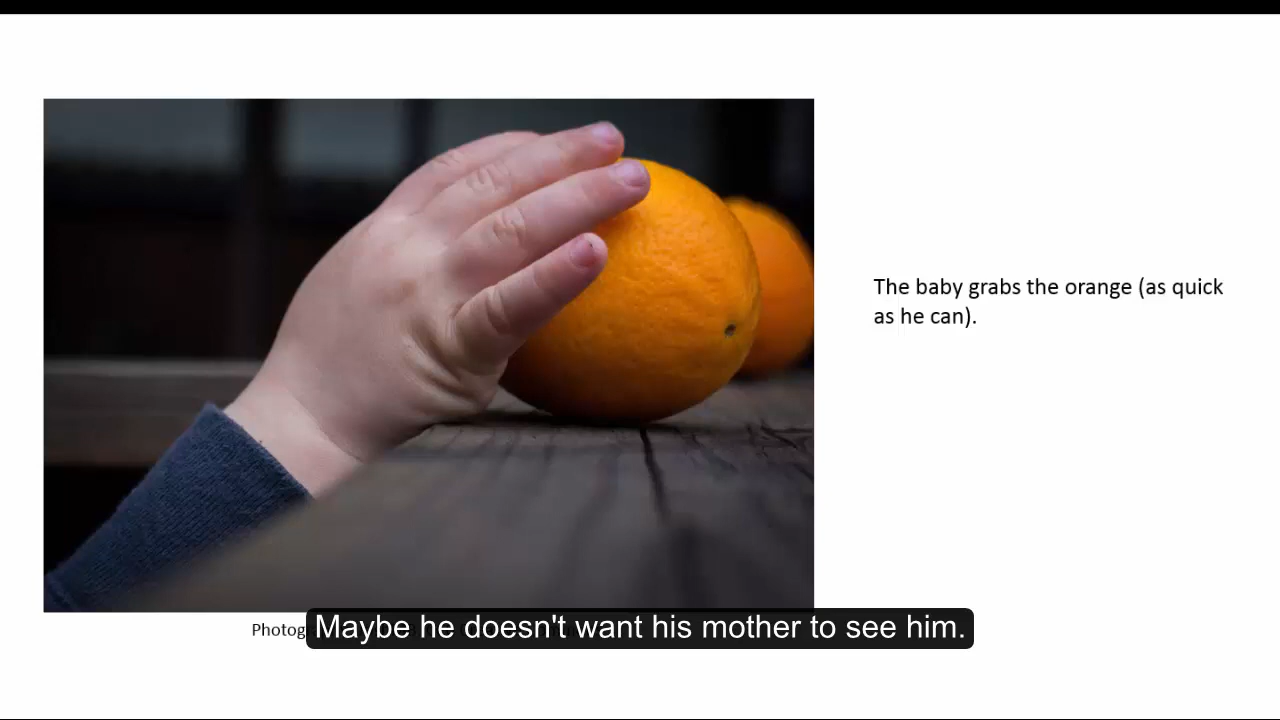 The baby grabs the orange (as quick
as he can).
Maybe he doesn't want his mother to see him.